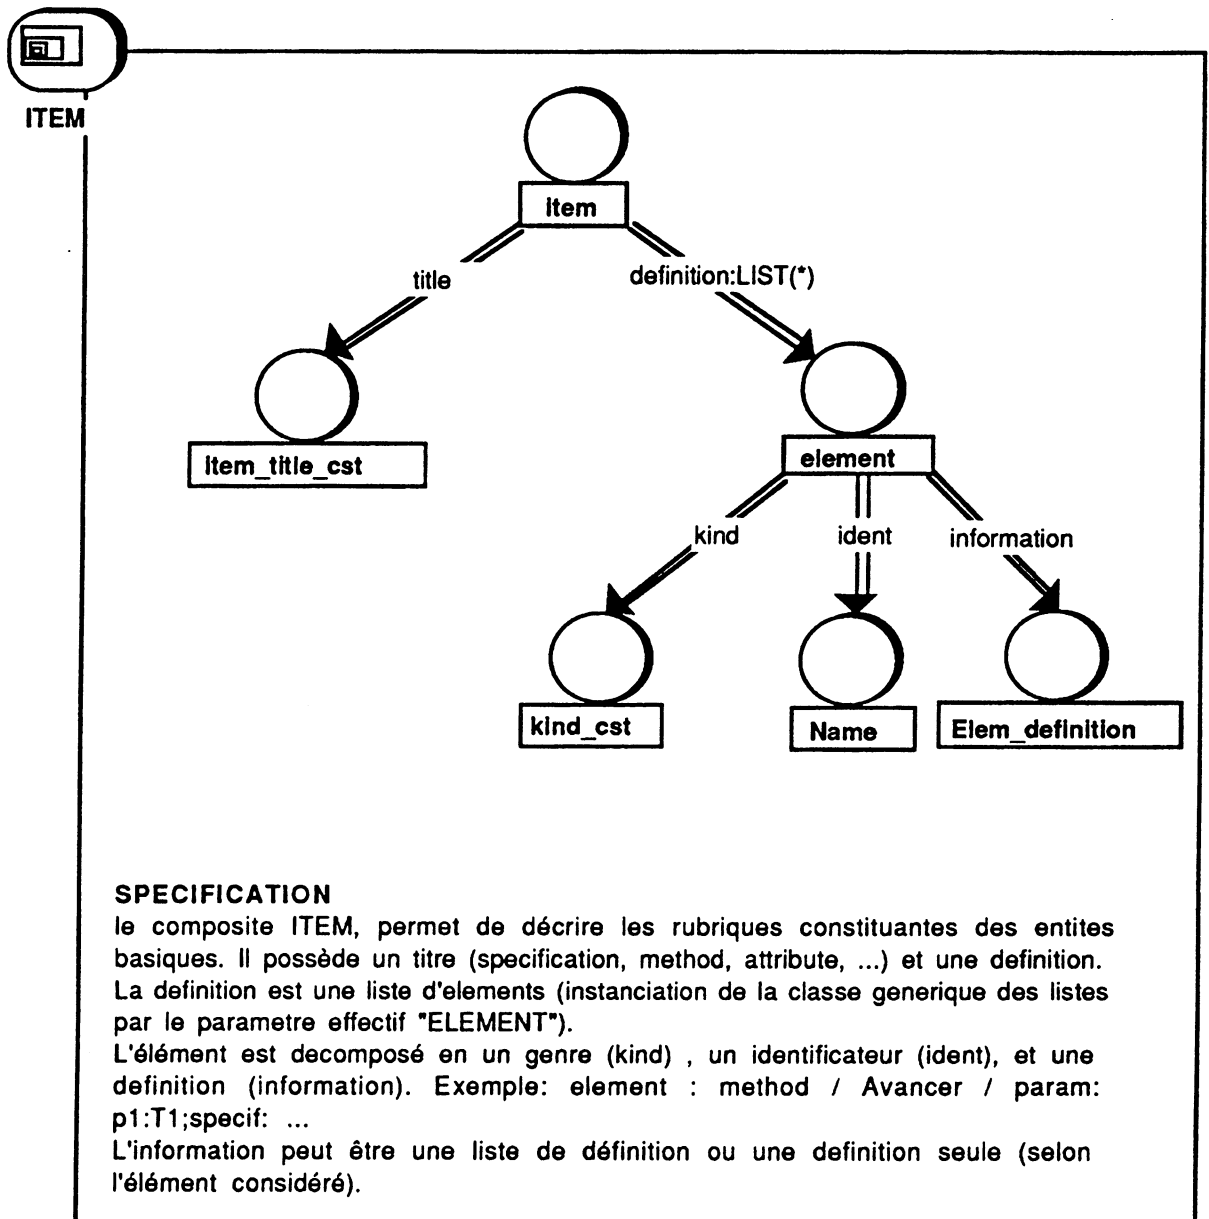 ITEM
item
title
definition:LIST(*)
item_title_cst
element
kind
ident
information
kind_cst
Name
Elem_definition
SPECIFICATION
le composite ITEM, permet de décrire les rubriques constituantes des entites
basiques. Il possède un titre (specification, method, attribute, ...) et une definition.
La definition est une liste d'elements (instanciation de la classe generique des listes
par le parametre effectif "ELEMENT").
L'élément est decomposé en un genre (kind) , un identificateur (ident), et une
definition (information). Exemple: element : method / Avancer / param:
p1:T1;specif: ...
L'information peut être une liste de définition ou une definition seule (selon
l'élément considéré).